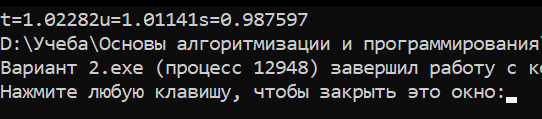 t=1.02282u=1.01141s=0.987597
D:\Учеба\Основы алгоритмизации и программирования\
Вариант 2.exe (процесс 12948) завершил работу с
Нажмите любую клавишу, чтобы закрыть это окно: